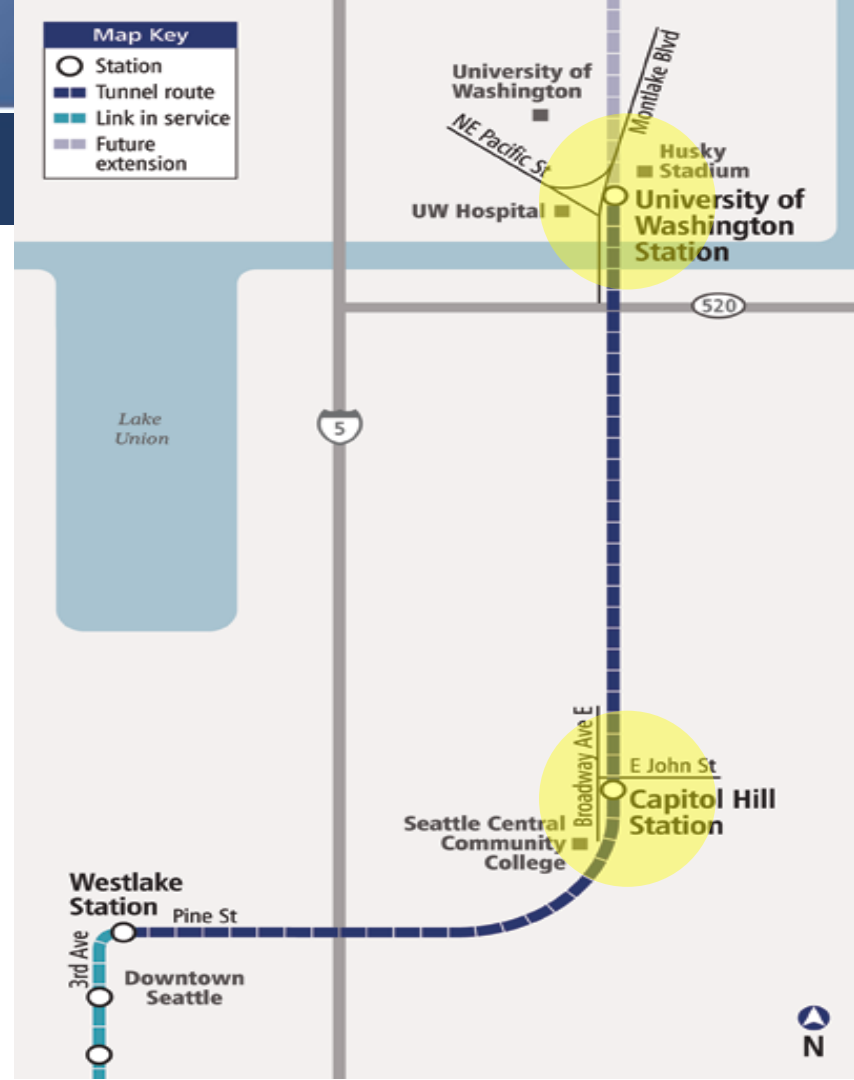 Map Key
Station
Tunnel route
Link in service
Future
extension
University of
Washington
Montlake Blvd
NE Pacific St
Husky
Stadium
UW Hospital
University of
Washington
Station
520
Lake
Union
5
Broadway Ave E
E John St
Capitol Hill
Station
Seattle Central
Community
College
Westlake
Station
Pine St
3rd Ave
Downtown
Seattle
N